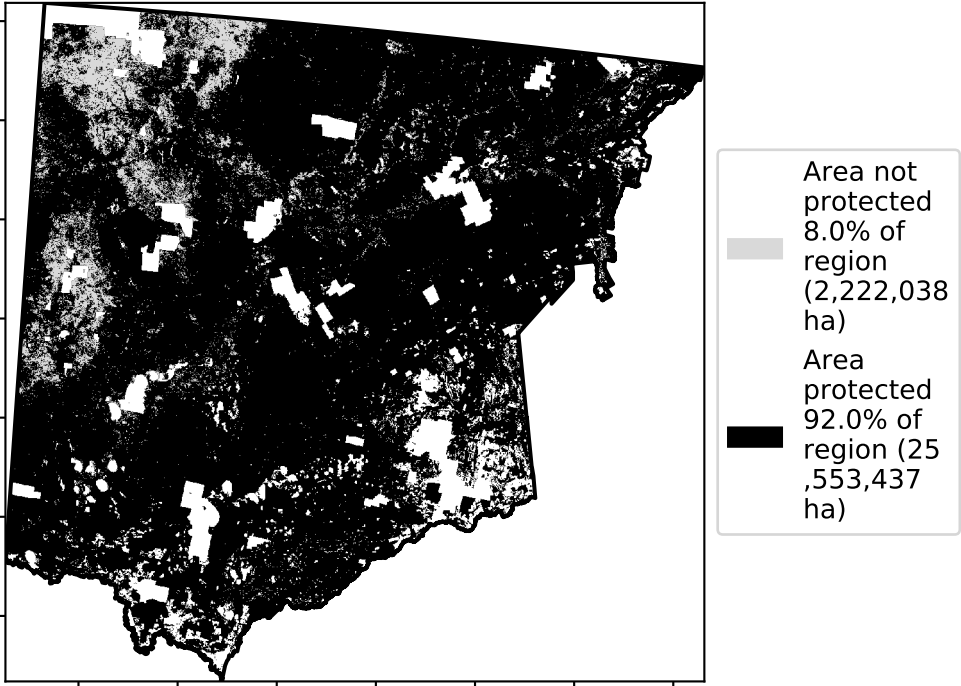 Area not
protected
8.0% of
region
(2,222,038
ha)
Area
protected
92.0% of
region (25
,553,437
ha)